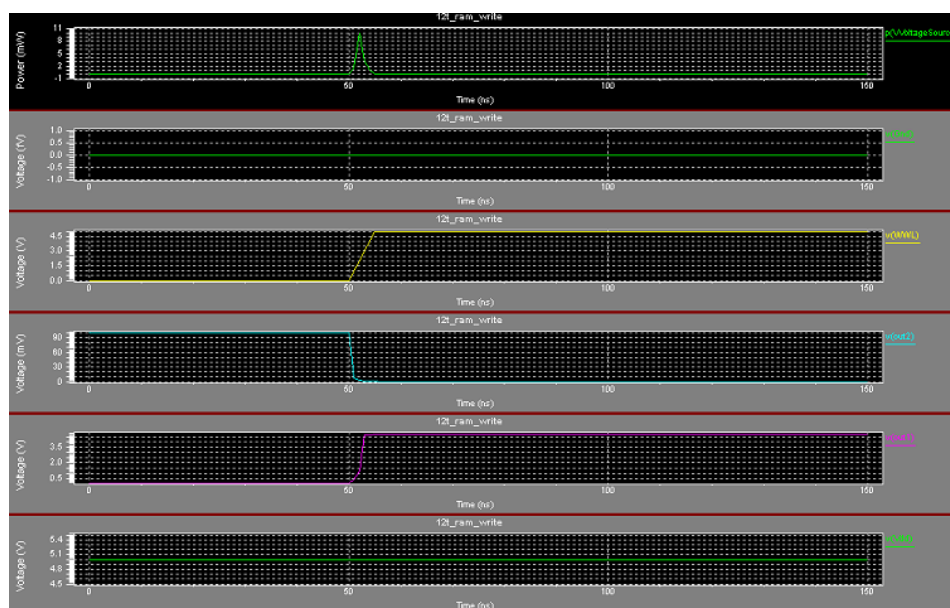 12t_ram_write
Power (mW)
11
8
5
2
-1
p(VVoltageSourc
0 50 100 150
Time (ns)
12t_ram_write
Voltage (fV)
1.0
0.5
0.0
-0.5
-1.0
0 50 100 150
Time (ns)
12t_ram_write
Voltage (V)
4.5
3.0
1.5
0.0
v(WWL)
0 50 100 150
Time (ns)
12t_ram_write
Voltage (mV)
90
60
30
0
v(out2)
0 50 100 150
Time (ns)
12t_ram_write
Voltage (V)
3.5
2.0
0.5
v(out1)
0 50 100 150
Time (ns)
12t_ram_write
Voltage (V)
5.4
5.1
4.8
4.5
0 50 100 150
Time (ns)